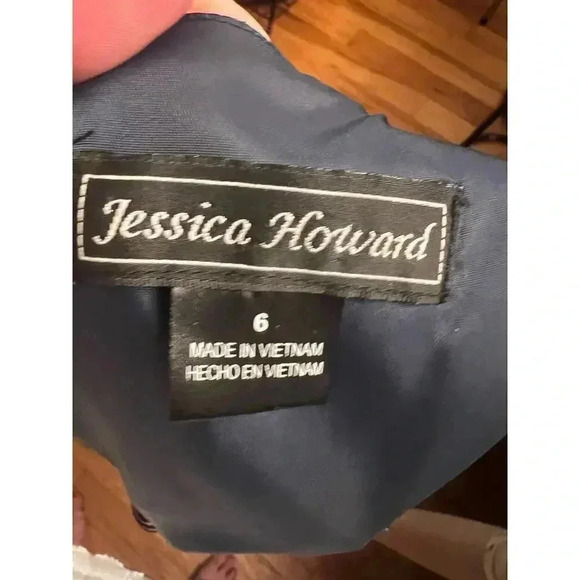 Jessica Howard
6
MADE IN VIETNAM
HECHO EN VIETNAM